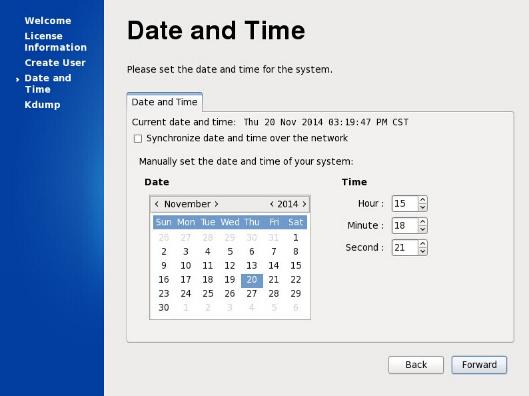 Welcome
License
Information
Create User
Date and
Time
Kdump
Date and Time
Please set the date and time for the system.
Date and Time
Current date and time: Thu 20 Nov 2014 03:19:47 PM CST
Synchronize date and time over the network
Manually set the date and time of your system:
Date
< November > < 2014 >
Sun Mon Tue Wed Thu Fri Sat
26 27 28 29 30 31 1
2 3 4 5 6 7 8
9 10 11 12 13 14 15
16 17 18 19 20 21 22
23 24 25 26 27 28 29
30 1 2 3 4 5 6
Time
Hour : 15
Minute : 18
Second : 21
Back Forward